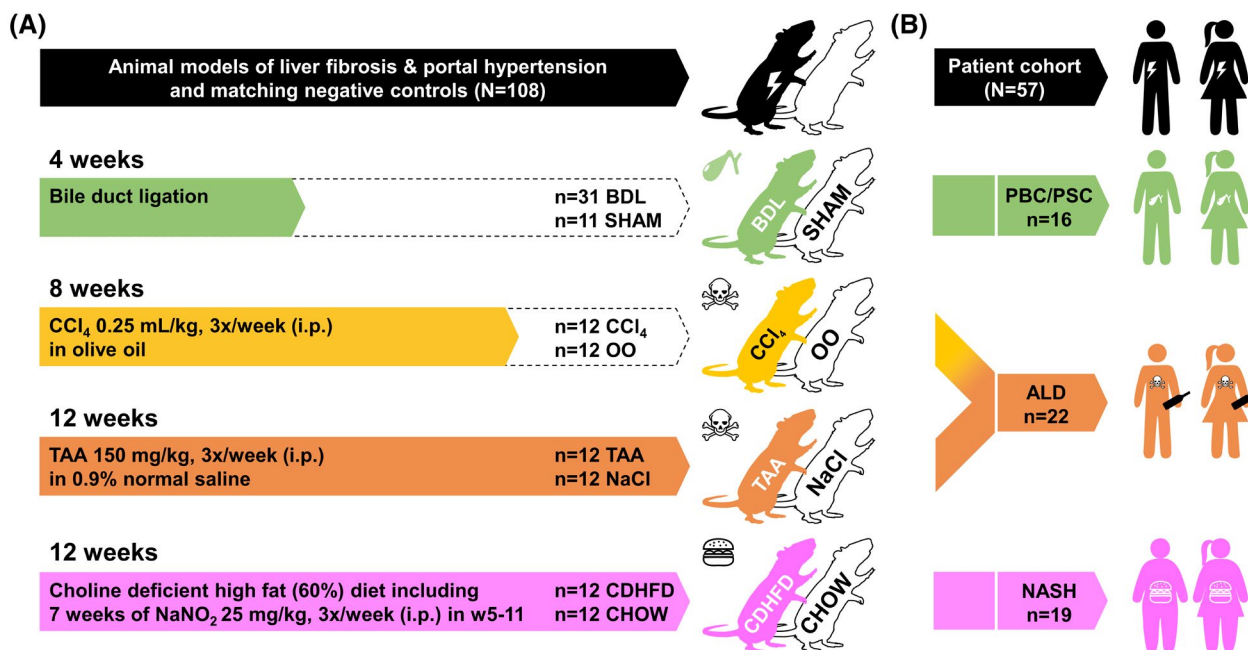 (A)
Animal models of liver fibrosis & portal hypertension
and matching negative controls (N=108)
4 weeks
Bile duct ligation
n=31 BDL
n=11 SHAM
BDL
SHAM
8 weeks
CCl₄ 0.25 mL/kg, 3x/week (i.p.)
in olive oil
n=12 CCl₄
n=12 OO
CCl₄
OO
12 weeks
TAA 150 mg/kg, 3x/week (i.p.)
in 0.9% normal saline
n=12 TAA
n=12 NaCl
TAA
NaCl
12 weeks
Choline deficient high fat (60%) diet including
7 weeks of NaNO₂ 25 mg/kg, 3x/week (i.p.) in w5-11
n=12 CDHFD
n=12 CHOW
CDHFD
CHOW
(B)
Patient cohort
(N=57)
PBC/PSC
n=16
ALD
n=22
NASH
n=19